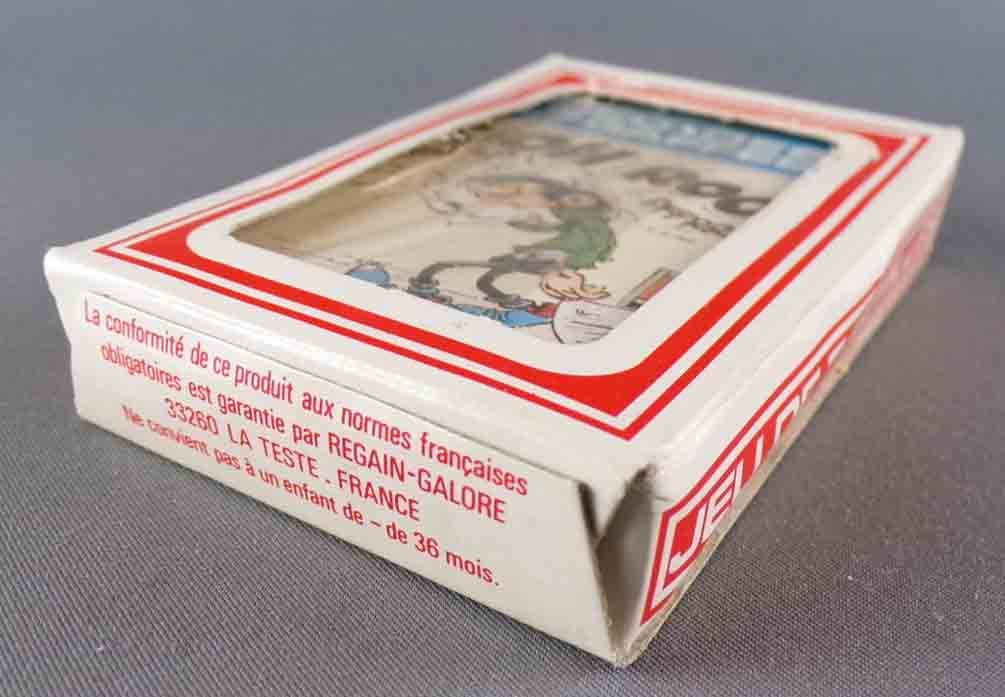 La conformité de ce produit aux normes françaises
obligatoires est garantie par REGAIN-GALORE
33260 LA TESTE - FRANCE
Ne convient pas à un enfant de - de 36 mois.
JEU